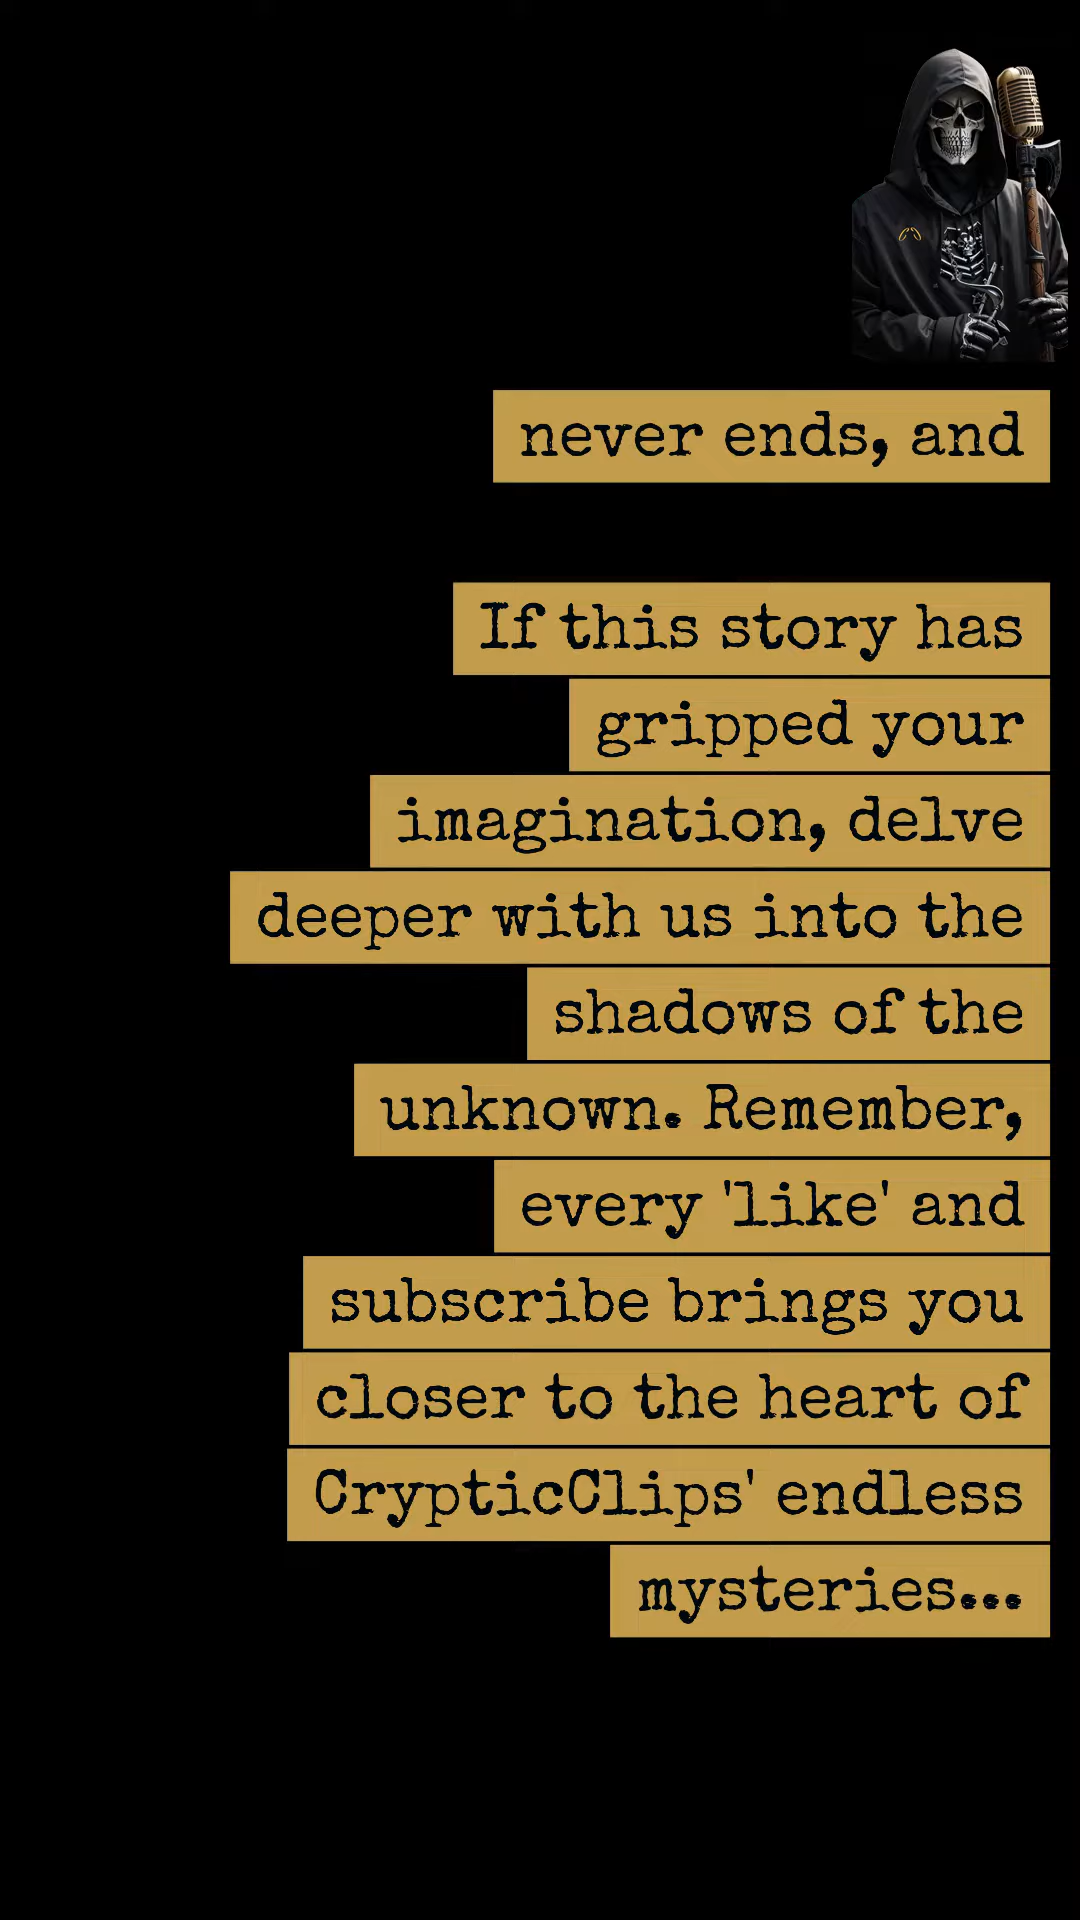 never ends, and
If this story has
gripped your
imagination, delve
deeper with us into the
shadows of the
unknown. Remember,
every 'like' and
subscribe brings you
closer to the heart of
CrypticClips' endless
mysteries...